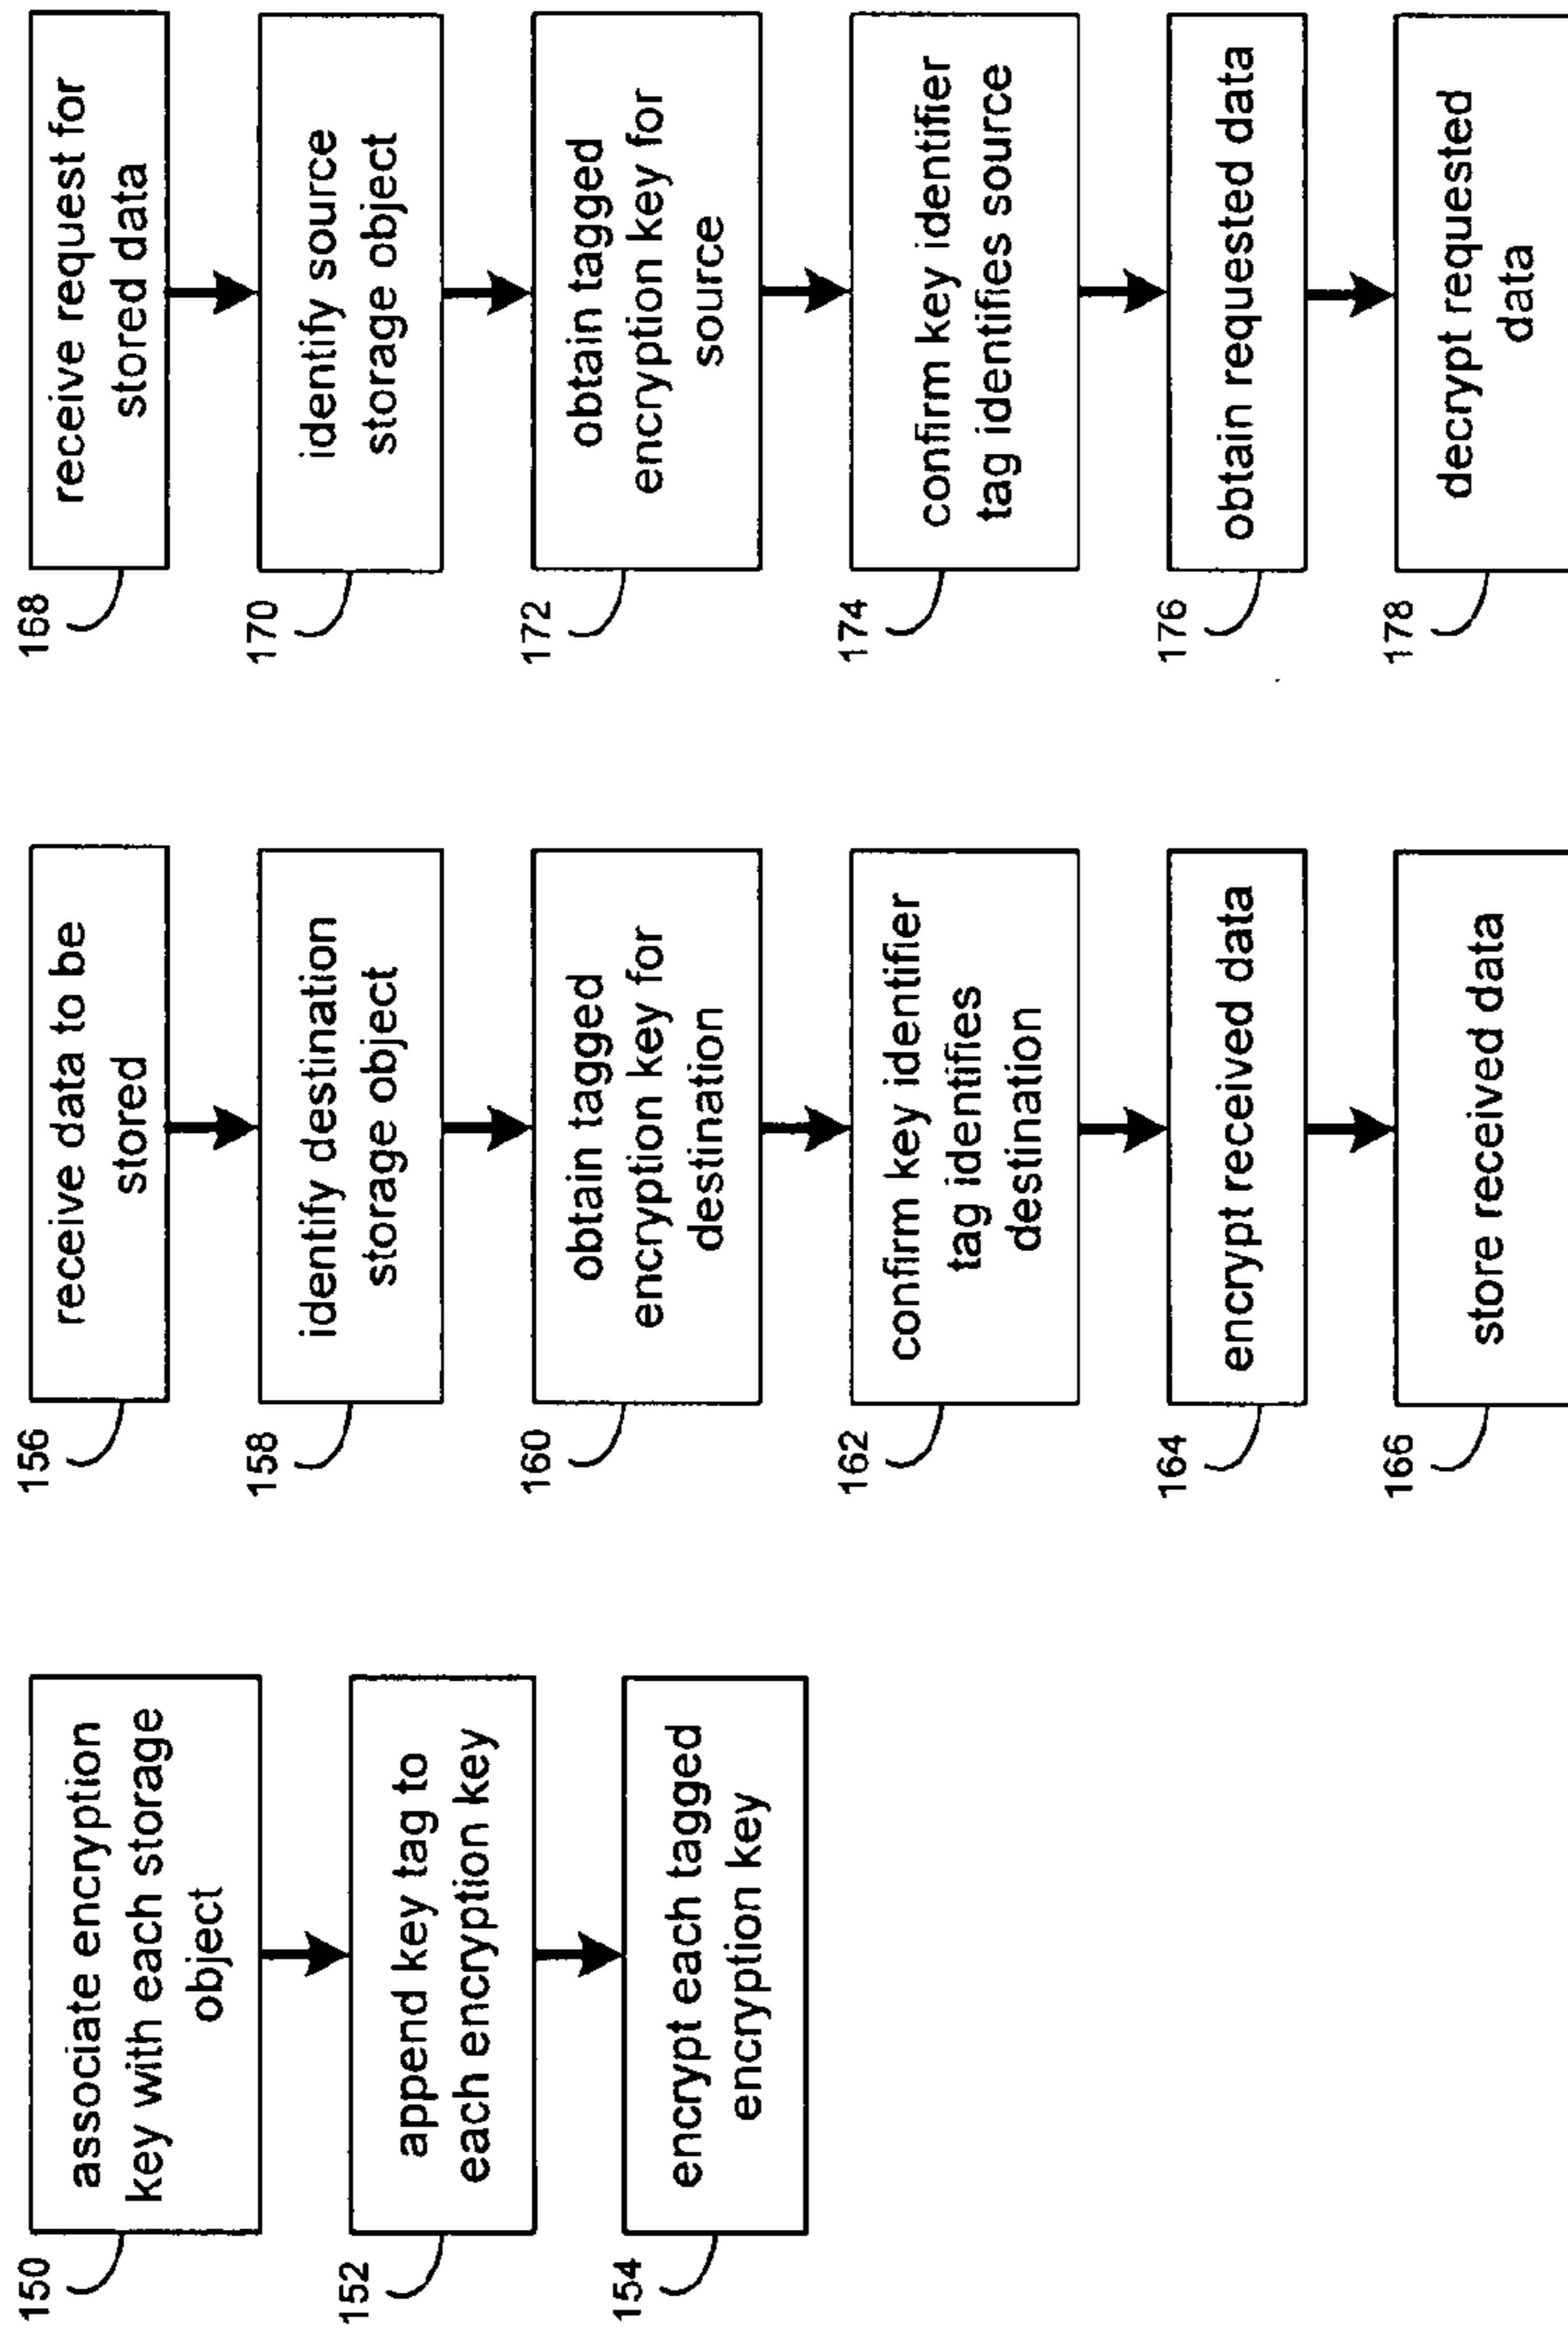 150
associate encryption
key with each storage
object
152
append key tag to
each encryption key
154
encrypt each tagged
encryption key
156
receive data to be
stored
158
identify destination
storage object
160
obtain tagged
encryption key for
destination
162
confirm key identifier
tag identifies
destination
164
encrypt received data
166
store received data
168
receive request for
stored data
170
identify source
storage object
172
obtain tagged
encryption key for
source
174
confirm key identifier
tag identifies source
176
obtain requested data
178
decrypt requested
data